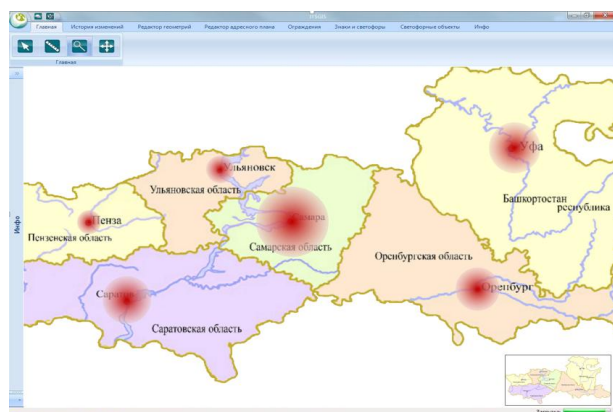 Главная История изменений Редактор геометрий Редактор адресного плана Ограждения Знаки и светофоры Светофорные объекты Инфо
Главная
Инфо
Уфа
Ульяновск
Ульяновская область
Башкортостан
республика
Пенза
Самара
Пензенская область
Самарская область
Оренбургская область
Саратов
Оренбург
Саратовская область